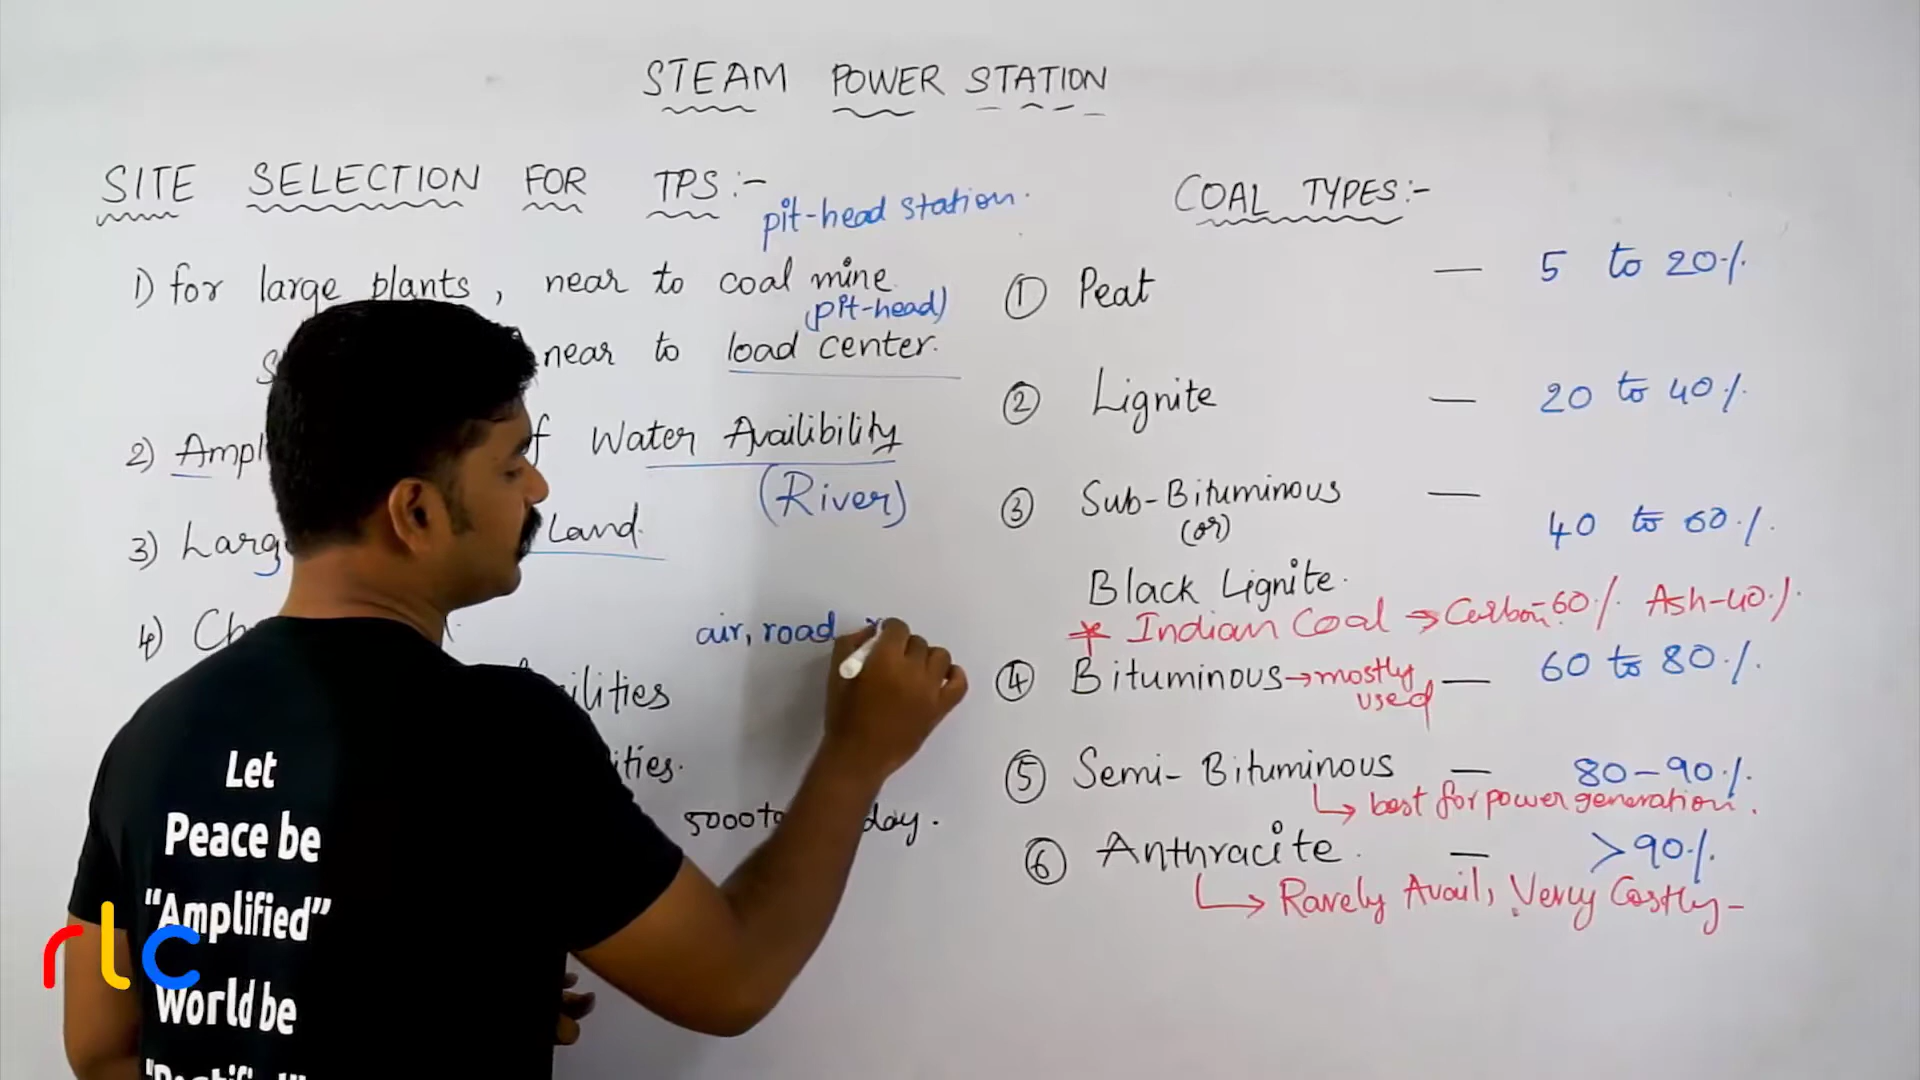 STEAM POWER STATION
SITE SELECTION FOR TPS:-
pit-head station.
1) for large plants, near to coal mine
(pit-head)
near to load center.
2) Ampl
Water Availibility
(River)
3) Larg
Land.
4) Ch
air, road
ilities
ities.
5000to day.
COAL TYPES:-
① Peat — 5 to 20%
② Lignite — 20 to 40%
③ Sub-Bituminous —
(or)
40 to 60%
Black Lignite.
* Indian Coal → Carbon-60% Ash-40%
④ Bituminous → mostly used — 60 to 80%
⑤ Semi-Bituminous — 80-90%
↳ best for power generation.
⑥ Anthracite. — >90%
↳ Rarely Avail, Very Costly-
Let
Peace be
“Amplified”
World be
rlc